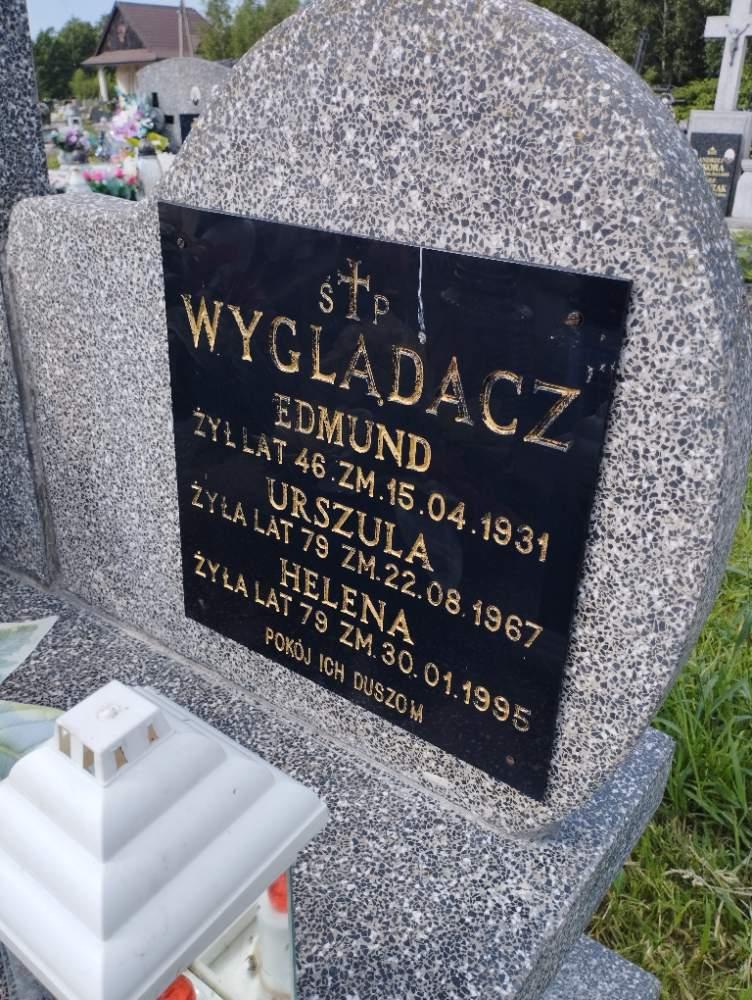 Ś P
WYGLĄDACZ
EDMUND
ŻYŁ LAT 46.ZM.15.04.1931
URSZULA
ŻYŁA LAT 79 ZM.22.08.1967
HELENA
ŻYŁA LAT 79 ZM.30.01.1995
POKÓJ ICH DUSZOM